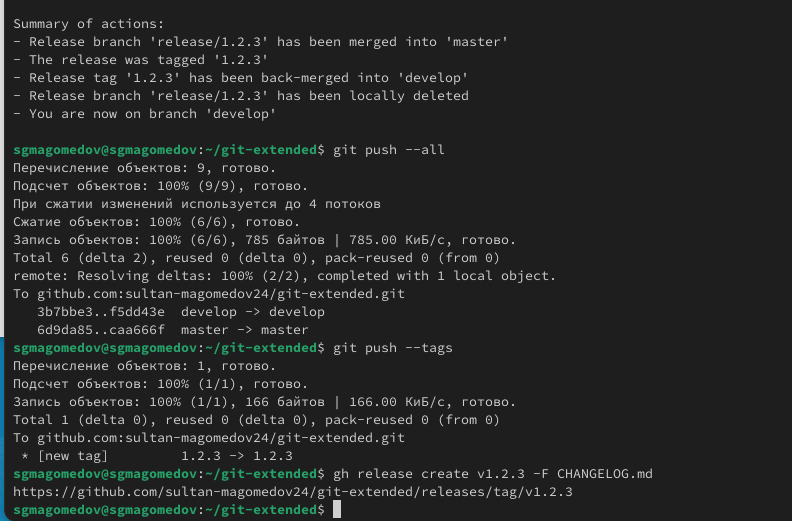 Summary of actions:
- Release branch 'release/1.2.3' has been merged into 'master'
- The release was tagged '1.2.3'
- Release tag '1.2.3' has been back-merged into 'develop'
- Release branch 'release/1.2.3' has been locally deleted
- You are now on branch 'develop'
sgmagomedov@sgmagomedov:~/git-extended$ git push --all
Перечисление объектов: 9, готово.
Подсчет объектов: 100% (9/9), готово.
При сжатии изменений используется до 4 потоков
Сжатие объектов: 100% (6/6), готово.
Запись объектов: 100% (6/6), 785 байтов | 785.00 КиБ/с, готово.
Total 6 (delta 2), reused 0 (delta 0), pack-reused 0 (from 0)
remote: Resolving deltas: 100% (2/2), completed with 1 local object.
To github.com:sultan-magomedov24/git-extended.git
   3b7bbe3..f5dd43e  develop -> develop
   6d9da85..caa666f  master -> master
sgmagomedov@sgmagomedov:~/git-extended$ git push --tags
Перечисление объектов: 1, готово.
Подсчет объектов: 100% (1/1), готово.
Запись объектов: 100% (1/1), 166 байтов | 166.00 КиБ/с, готово.
Total 1 (delta 0), reused 0 (delta 0), pack-reused 0 (from 0)
To github.com:sultan-magomedov24/git-extended.git
 * [new tag]         1.2.3 -> 1.2.3
sgmagomedov@sgmagomedov:~/git-extended$ gh release create v1.2.3 -F CHANGELOG.md
https://github.com/sultan-magomedov24/git-extended/releases/tag/v1.2.3
sgmagomedov@sgmagomedov:~/git-extended$